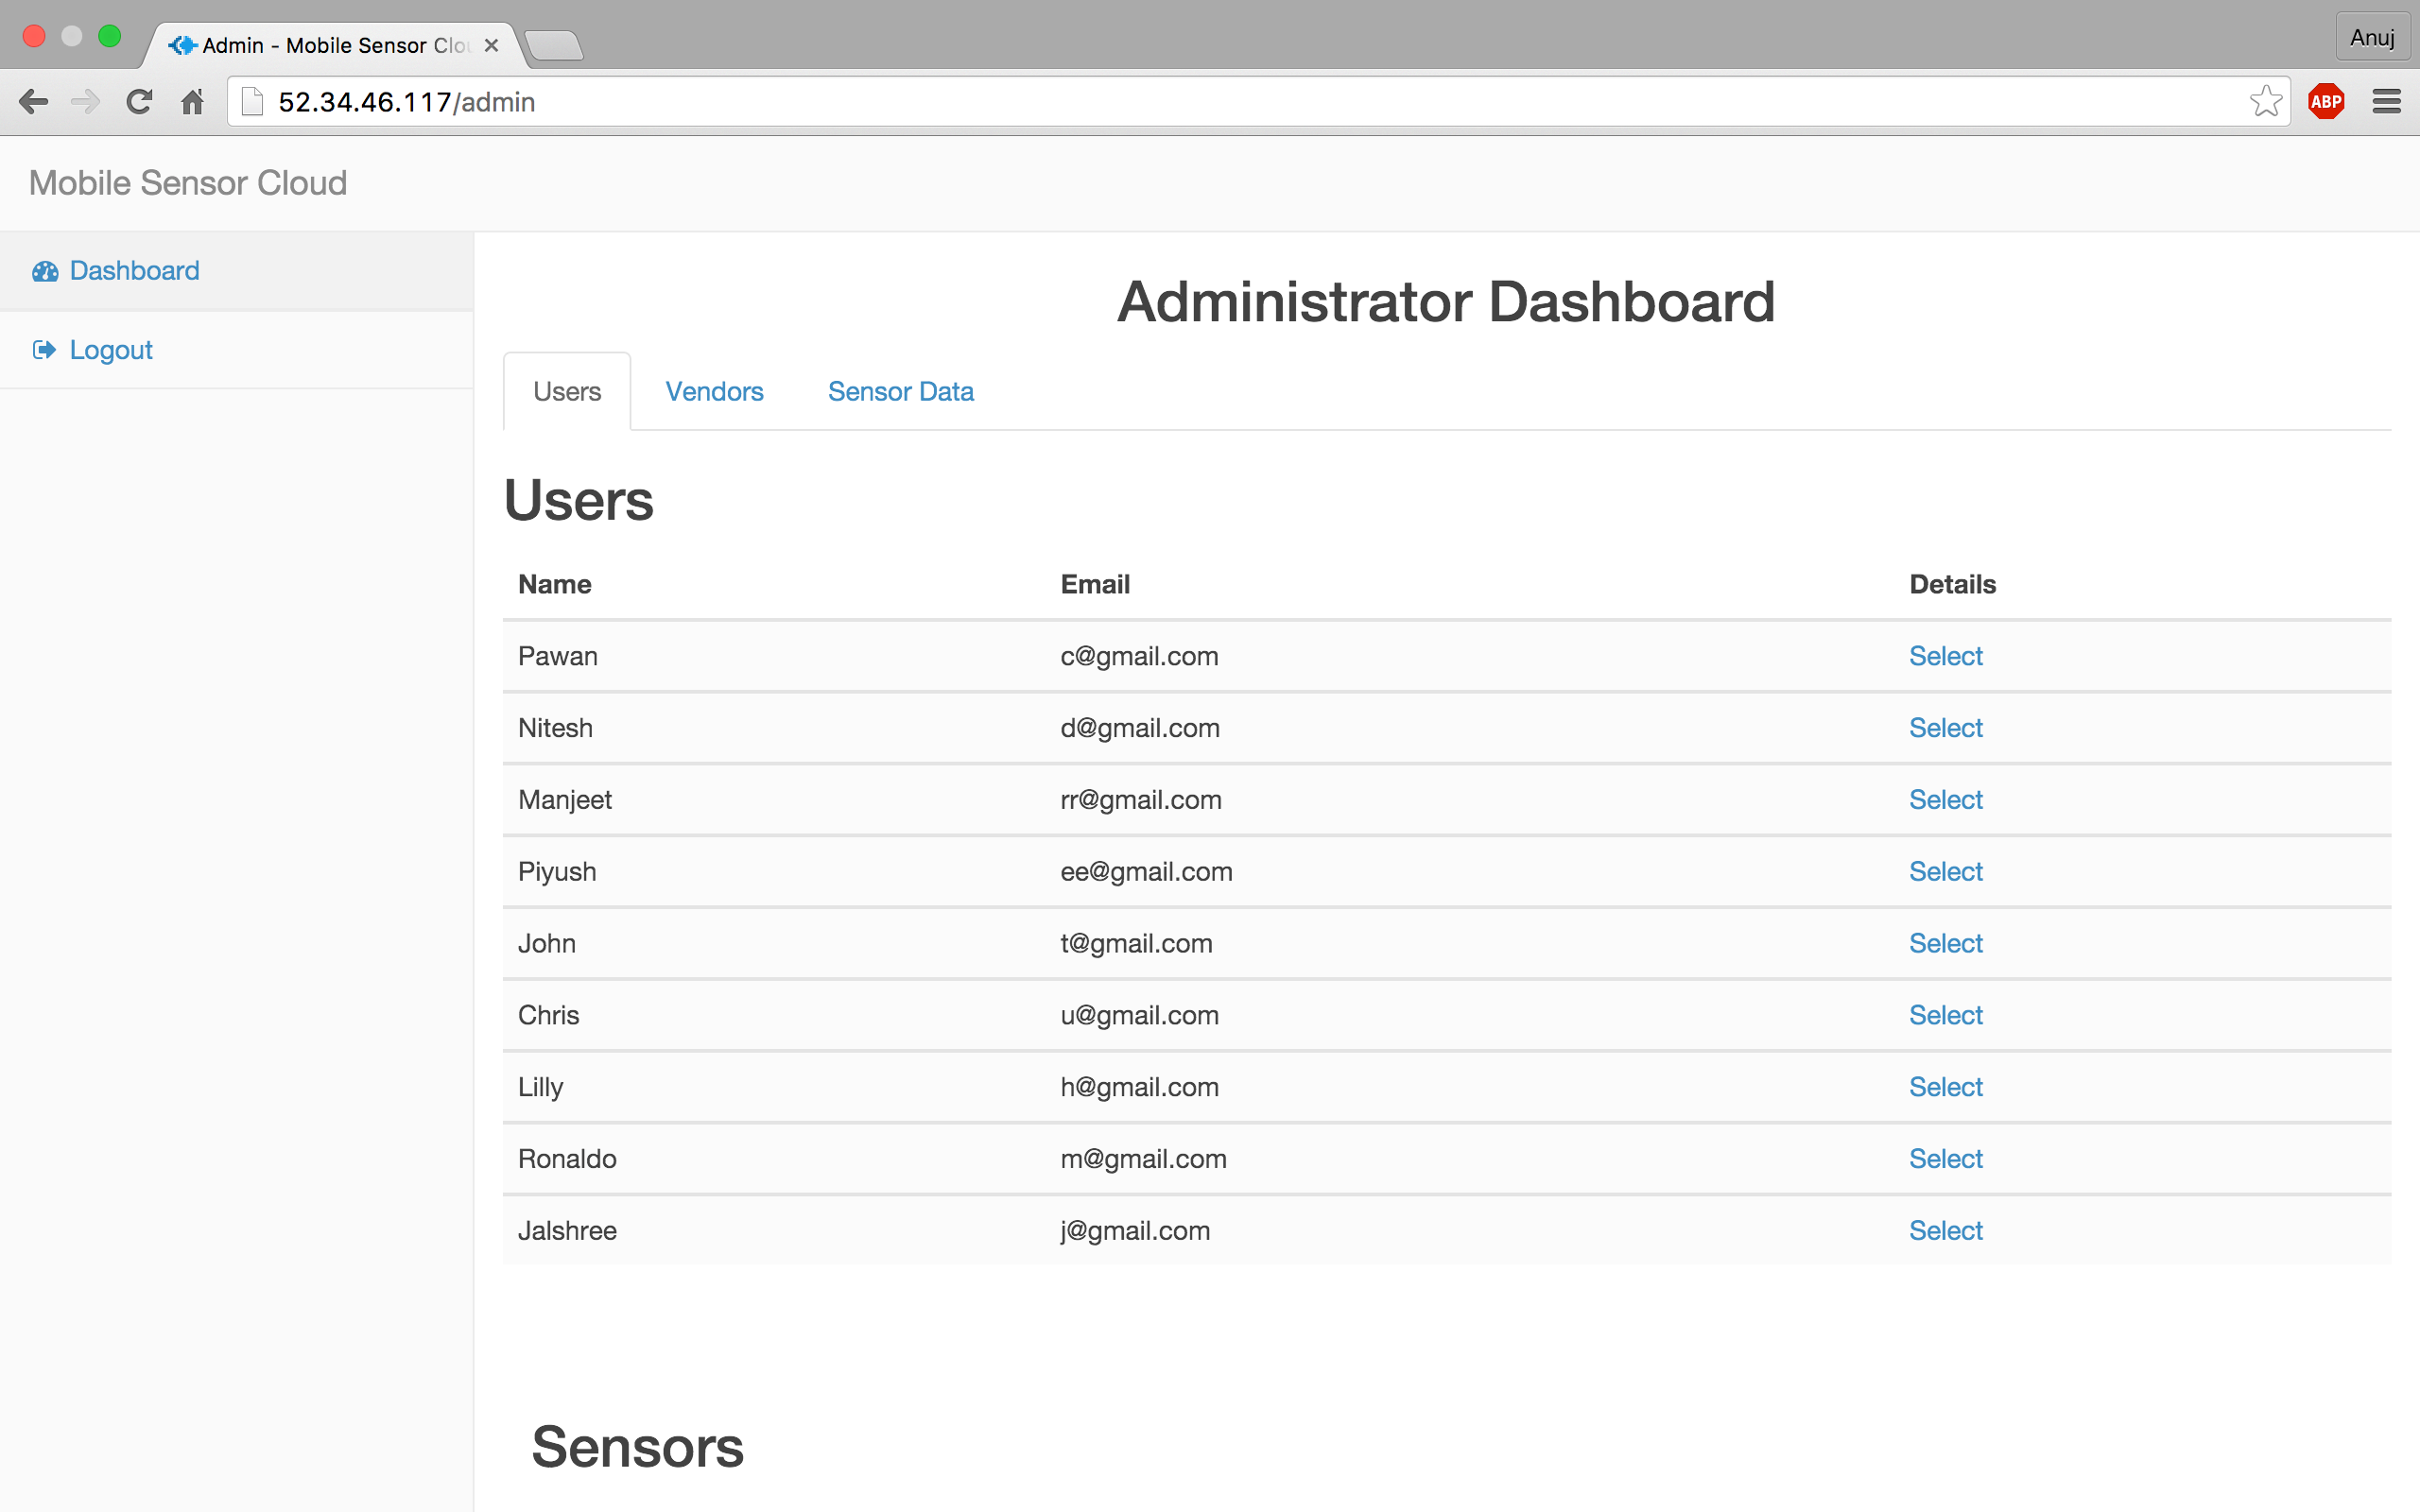 Admin - Mobile Sensor Clou
Anuj
52.34.46.117/admin
ABP
Mobile Sensor Cloud
Dashboard
Logout
Administrator Dashboard
Users Vendors Sensor Data
Users
Name Email Details
Pawan c@gmail.com Select
Nitesh d@gmail.com Select
Manjeet rr@gmail.com Select
Piyush ee@gmail.com Select
John t@gmail.com Select
Chris u@gmail.com Select
Lilly h@gmail.com Select
Ronaldo m@gmail.com Select
Jalshree j@gmail.com Select
Sensors